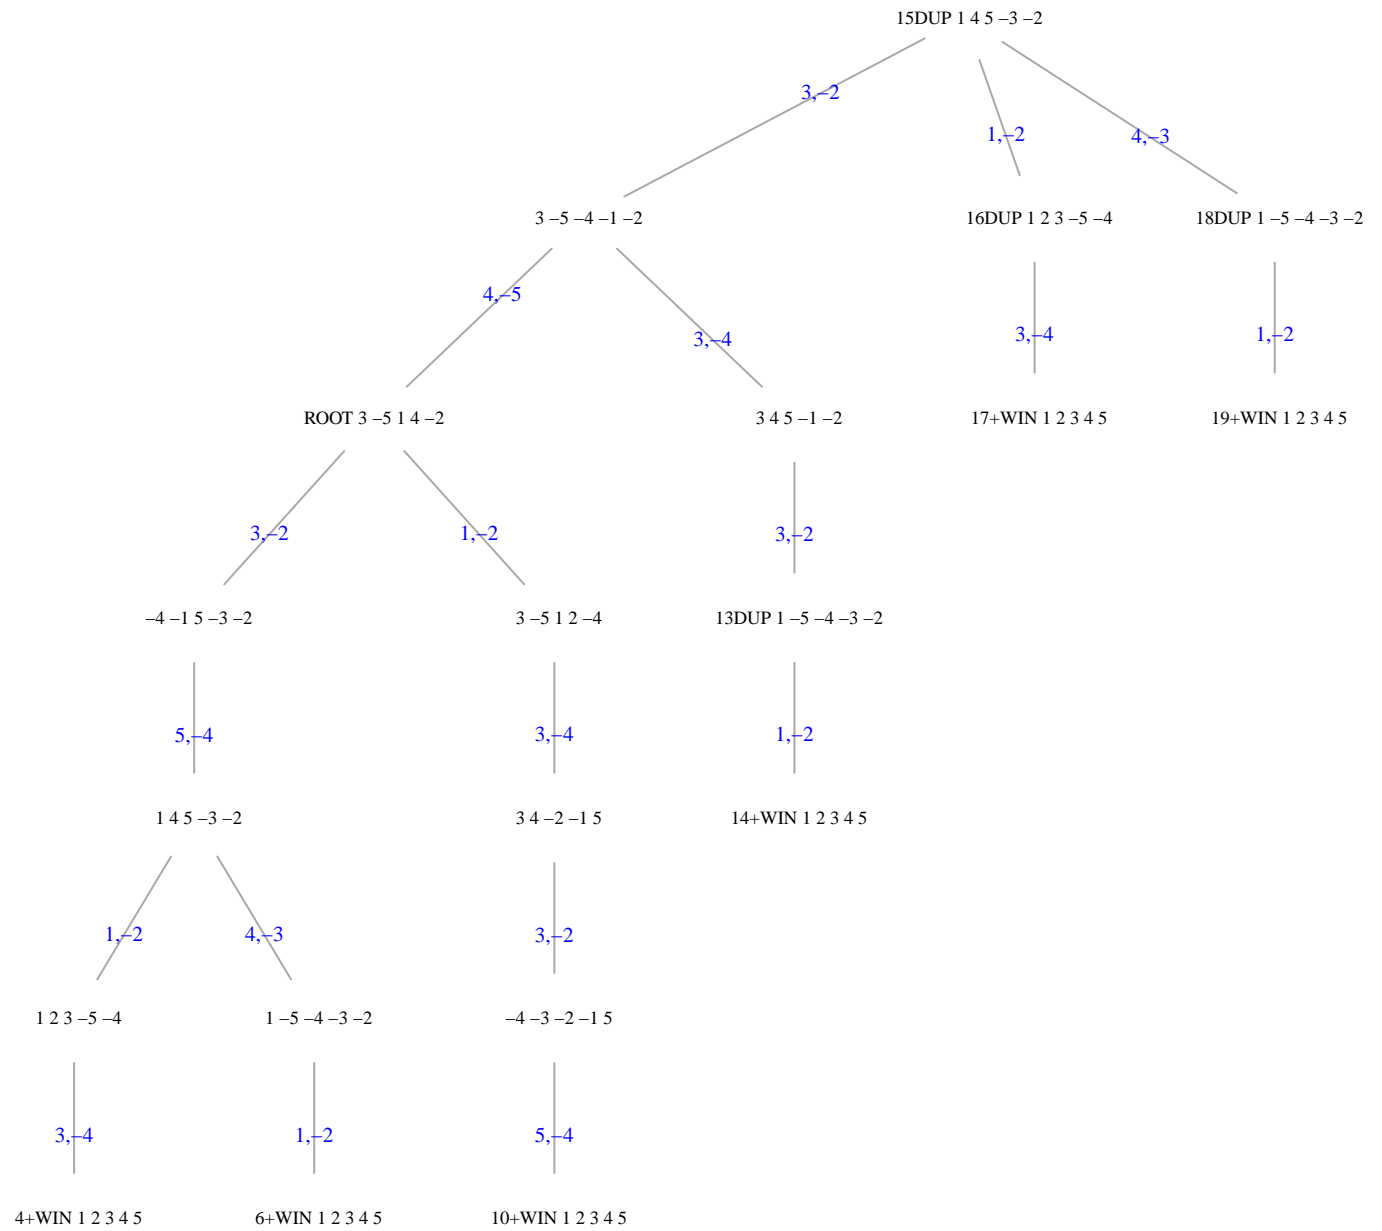 15DUP 1 4 5 –3 –2
3,–2
1,–2
4,–3
3 –5 –4 –1 –2
16DUP 1 2 3 –5 –4
18DUP 1 –5 –4 –3 –2
4,–5
3,–4
3,–4
1,–2
ROOT 3 –5 1 4 –2
3 4 5 –1 –2
17+WIN 1 2 3 4 5
19+WIN 1 2 3 4 5
3,–2
1,–2
3,–2
–4 –1 5 –3 –2
3 –5 1 2 –4
13DUP 1 –5 –4 –3 –2
5,–4
3,–4
1,–2
1 4 5 –3 –2
3 4 –2 –1 5
14+WIN 1 2 3 4 5
1,–2
4,–3
3,–2
1 2 3 –5 –4
1 –5 –4 –3 –2
–4 –3 –2 –1 5
3,–4
1,–2
5,–4
4+WIN 1 2 3 4 5
6+WIN 1 2 3 4 5
10+WIN 1 2 3 4 5